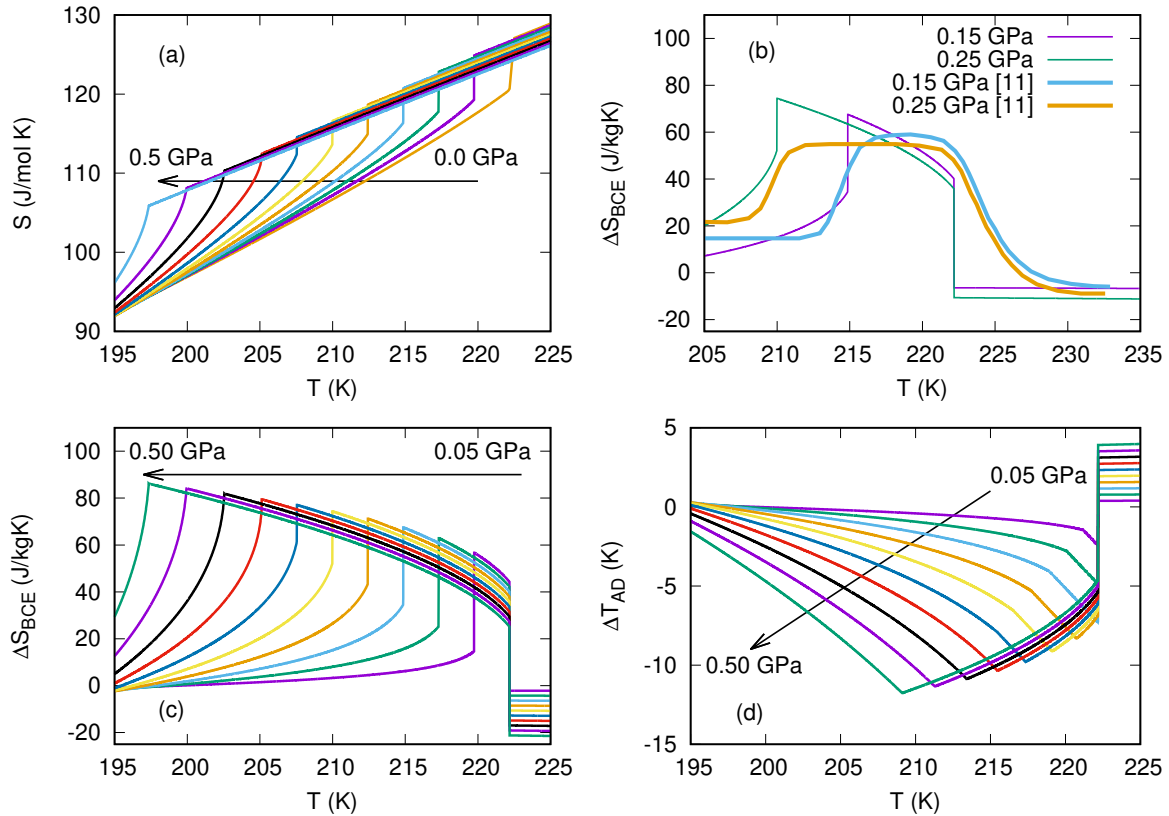 (a)
S (J/mol K)
130
120
110
100
90
0.5 GPa
0.0 GPa
195 200 205 210 215 220 225
T (K)
(b)
ΔS_BCE (J/kgK)
100
80
60
40
20
0
-20
0.15 GPa
0.25 GPa
0.15 GPa [11]
0.25 GPa [11]
205 210 215 220 225 230 235
T (K)
ΔS_BCE (J/kgK)
100
80
60
40
20
0
-20
0.50 GPa
0.05 GPa
(c)
195 200 205 210 215 220 225
T (K)
ΔT_AD (K)
5
0
-5
-10
-15
0.05 GPa
0.50 GPa
(d)
195 200 205 210 215 220 225
T (K)